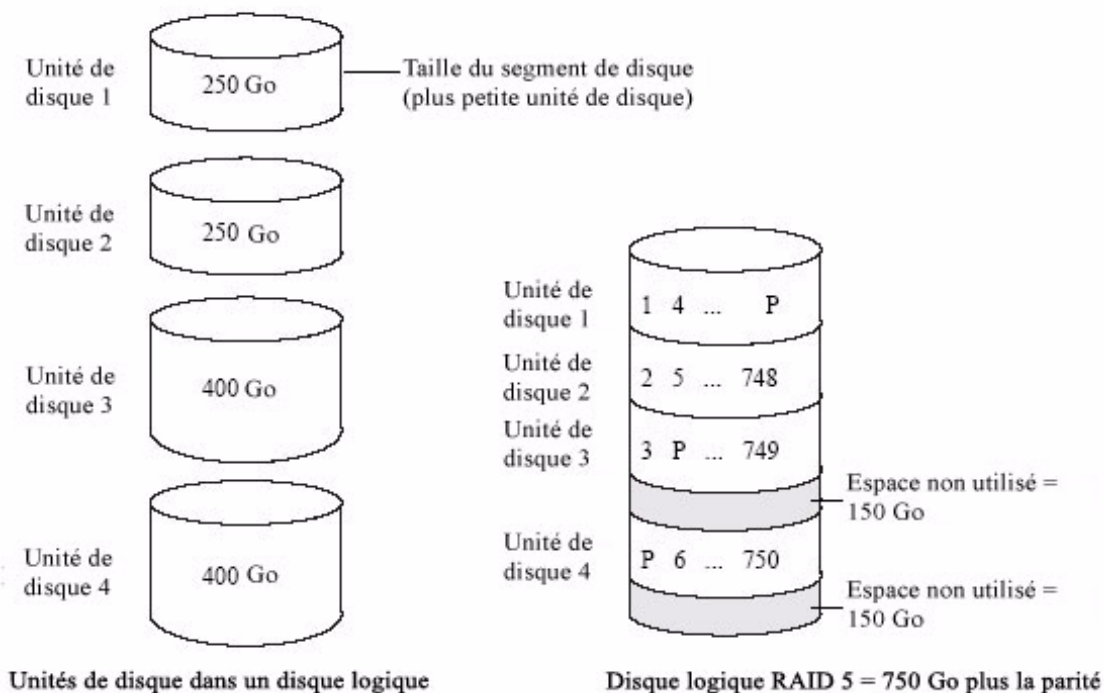 Unité de
disque 1
250 Go
Taille du segment de disque
(plus petite unité de disque)
Unité de
disque 2
250 Go
Unité de
disque 3
400 Go
Unité de
disque 4
400 Go
Unités de disque dans un disque logique
Unité de
disque 1
1 4 ... P
Unité de
disque 2
2 5 ... 748
Unité de
disque 3
3 P ... 749
Espace non utilisé =
150 Go
Unité de
disque 4
P 6 ... 750
Espace non utilisé =
150 Go
Disque logique RAID 5 = 750 Go plus la parité